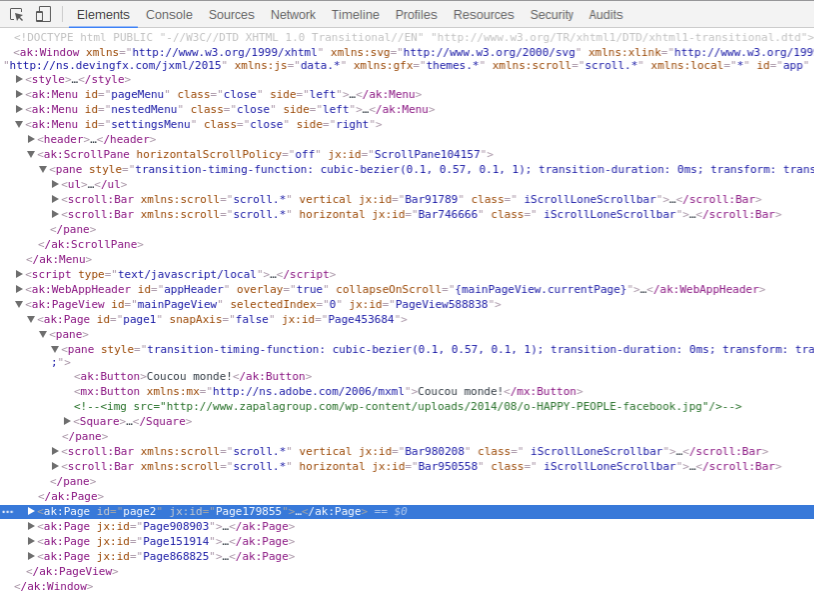 Elements Console Sources Network Timeline Profiles Resources Security Audits
<!DOCTYPE html PUBLIC "-//W3C//DTD XHTML 1.0 Transitional//EN" "http://www.w3.org/TR/xhtml1/DTD/xhtml1-transitional.dtd">
<ak:Window xmlns="http://www.w3.org/1999/xhtml" xmlns:svg="http://www.w3.org/2000/svg" xmlns:xlink="http://www.w3.org/199
"http://ns.devingfx.com/jxml/2015" xmlns:js="data.*" xmlns:gfx="themes.*" xmlns:scroll="scroll.*" xmlns:local="*" id="app"
▶<style>…</style>
▶<ak:Menu id="pageMenu" class="close" side="left">…</ak:Menu>
▶<ak:Menu id="nestedMenu" class="close" side="left">…</ak:Menu>
▼<ak:Menu id="settingsMenu" class="close" side="right">
▶<header>…</header>
▼<ak:ScrollPane horizontalScrollPolicy="off" jx:id="ScrollPane104157">
▼<pane style="transition-timing-function: cubic-bezier(0.1, 0.57, 0.1, 1); transition-duration: 0ms; transform: trans
▶<ul>…</ul>
▶<scroll:Bar xmlns:scroll="scroll.*" vertical jx:id="Bar91789" class=" iScrollLoneScrollbar">…</scroll:Bar>
▶<scroll:Bar xmlns:scroll="scroll.*" horizontal jx:id="Bar746666" class=" iScrollLoneScrollbar">…</scroll:Bar>
</pane>
</ak:ScrollPane>
</ak:Menu>
▶<script type="text/javascript/local">…</script>
▶<ak:WebAppHeader id="appHeader" overlay="true" collapseOnScroll="{mainPageView.currentPage}">…</ak:WebAppHeader>
▼<ak:PageView id="mainPageView" selectedIndex="0" jx:id="PageView588838">
▼<ak:Page id="page1" snapAxis="false" jx:id="Page453684">
▼<pane>
▼<pane style="transition-timing-function: cubic-bezier(0.1, 0.57, 0.1, 1); transition-duration: 0ms; transform: tra
;">
<ak:Button>Coucou monde!</ak:Button>
<mx:Button xmlns:mx="http://ns.adobe.com/2006/mxml">Coucou monde!</mx:Button>
<!--<img src="http://www.zapalagroup.com/wp-content/uploads/2014/08/o-HAPPY-PEOPLE-facebook.jpg"/>-->
▶<Square>…</Square>
</pane>
▶<scroll:Bar xmlns:scroll="scroll.*" vertical jx:id="Bar980208" class=" iScrollLoneScrollbar">…</scroll:Bar>
▶<scroll:Bar xmlns:scroll="scroll.*" horizontal jx:id="Bar950558" class=" iScrollLoneScrollbar">…</scroll:Bar>
</pane>
</ak:Page>
… ▶<ak:Page id="page2" jx:id="Page179855">…</ak:Page> == $0
▶<ak:Page jx:id="Page908903">…</ak:Page>
▶<ak:Page jx:id="Page151914">…</ak:Page>
▶<ak:Page jx:id="Page868825">…</ak:Page>
</ak:PageView>
</ak:Window>